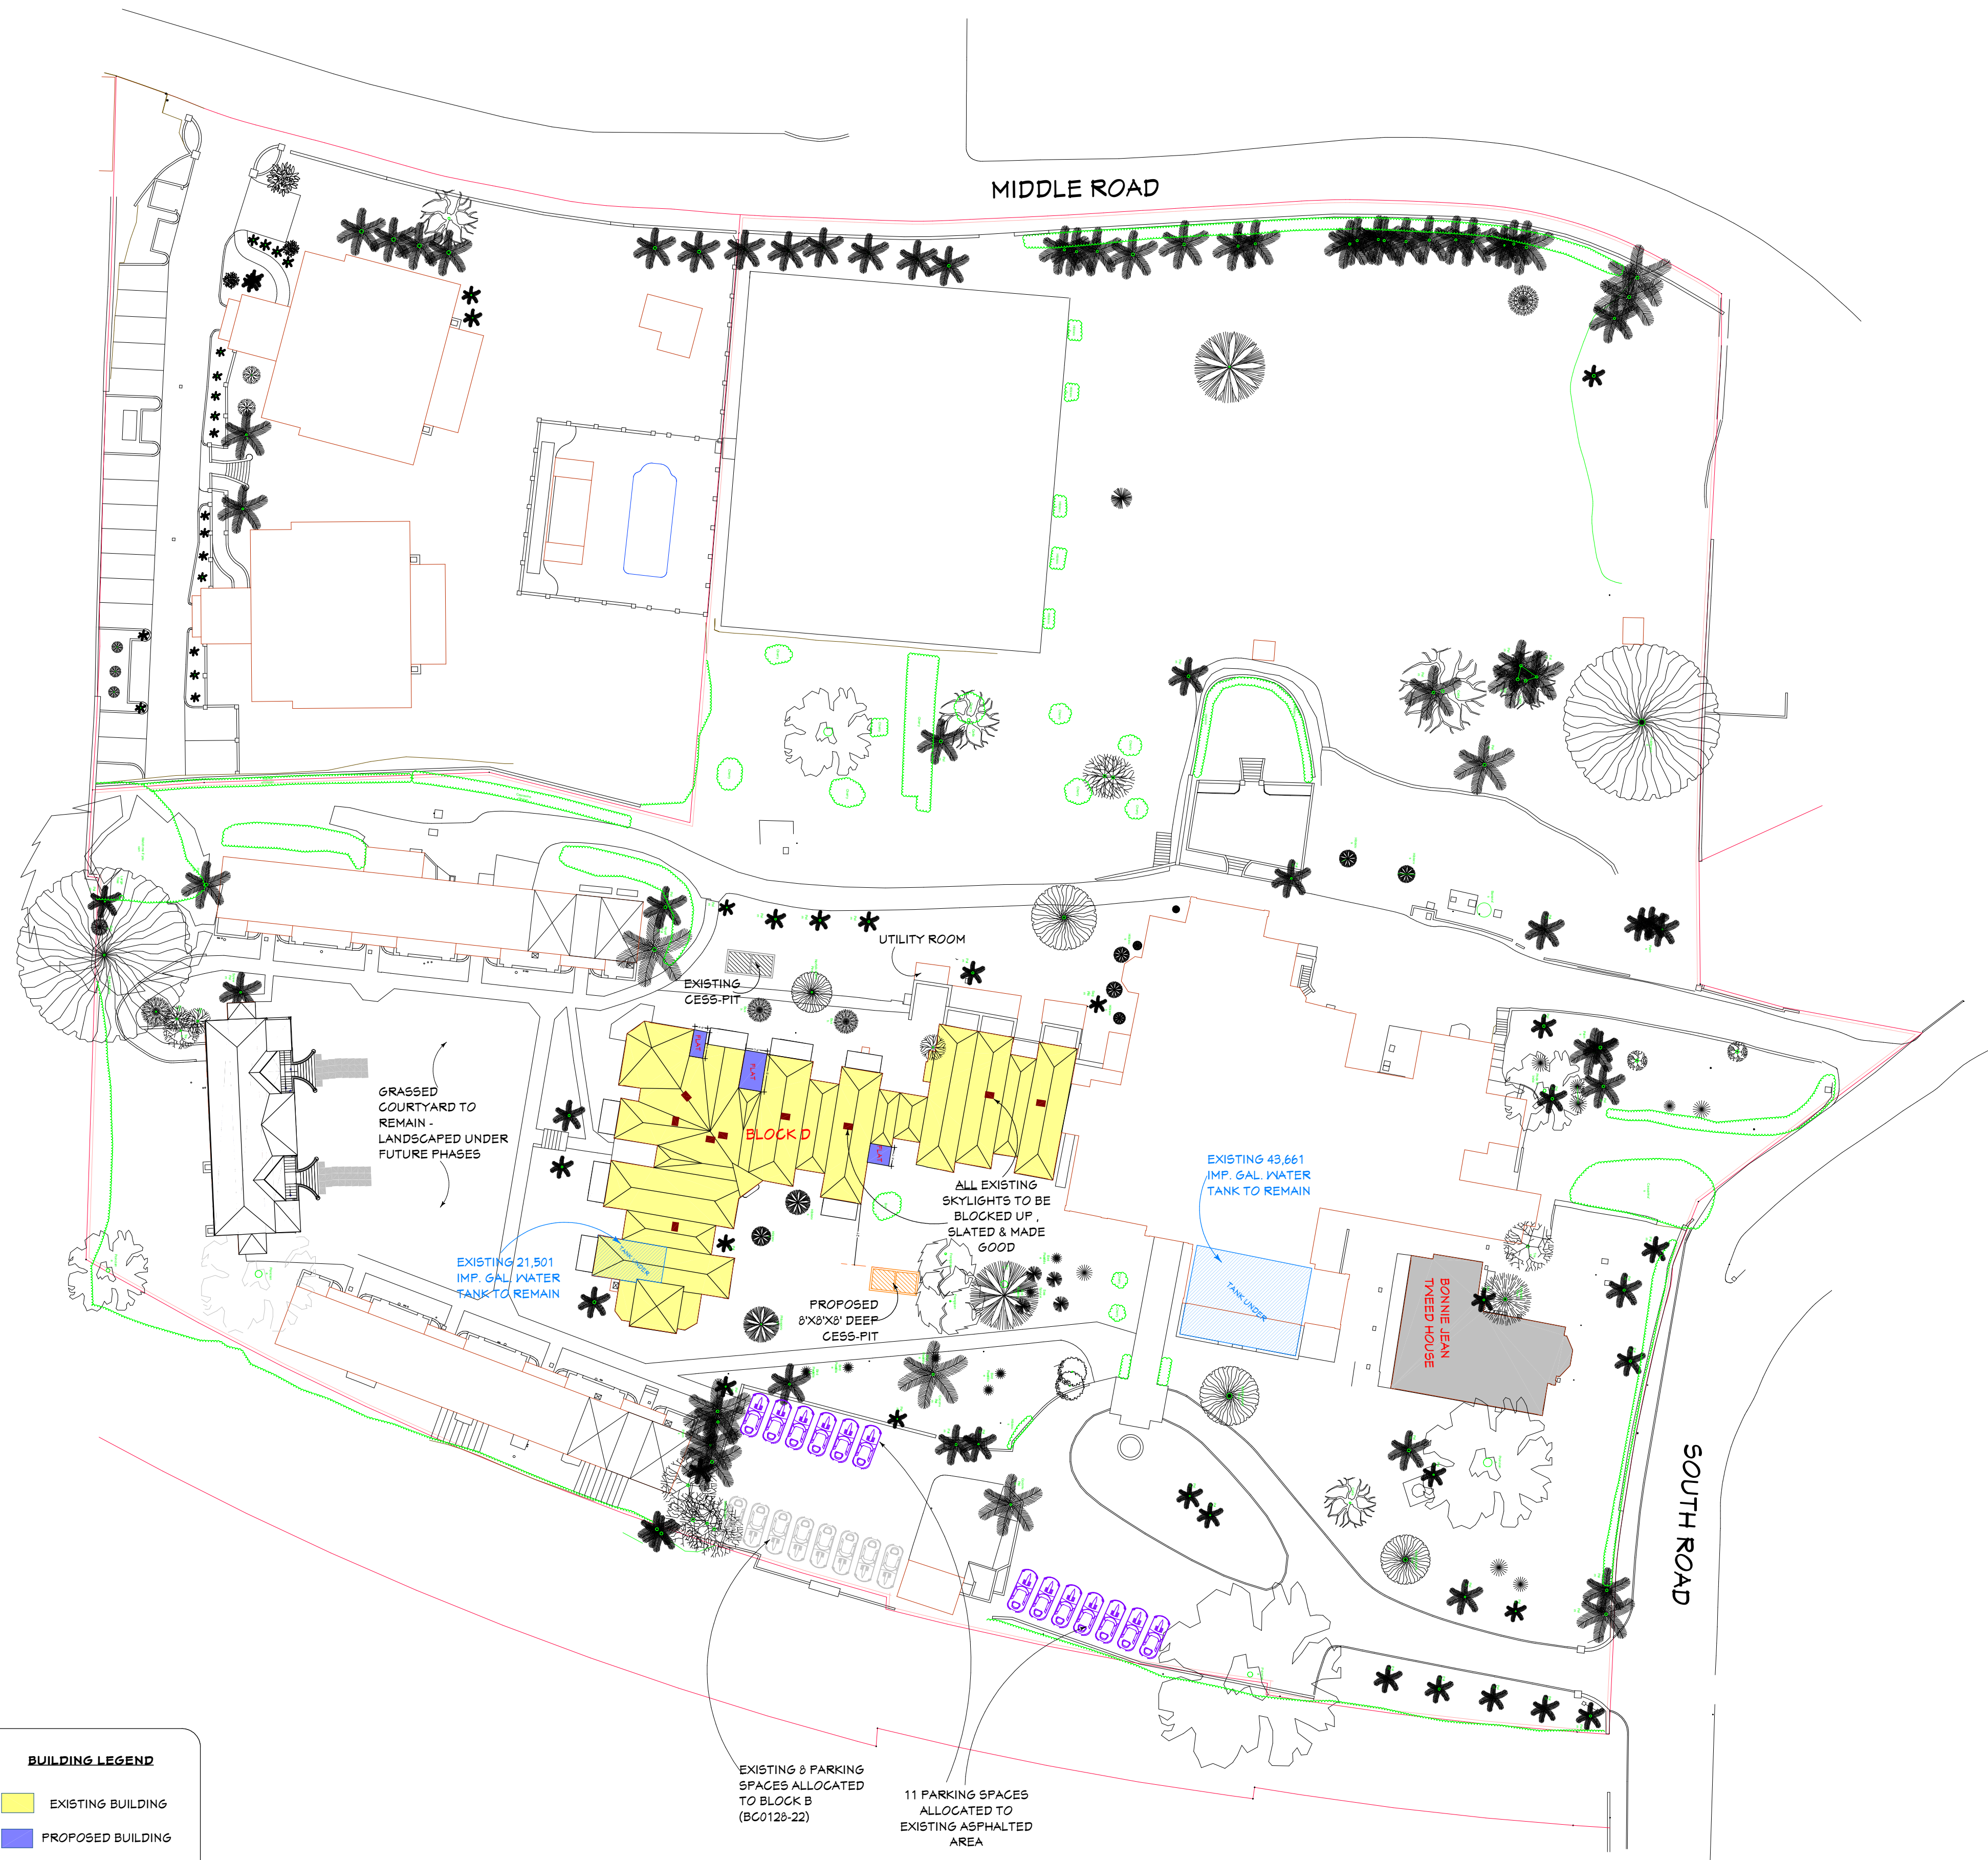 MIDDLE ROAD
UTILITY ROOM
EXISTING
CESS-PIT
FLAT
FLAT
GRASSED
COURTYARD TO
REMAIN -
LANDSCAPED UNDER
FUTURE PHASES
BLOCK D
FLAT
EXISTING 43,661
IMP. GAL. WATER
TANK TO REMAIN
ALL EXISTING
SKYLIGHTS TO BE
BLOCKED UP ,
SLATED & MADE
GOOD
EXISTING 21,501
IMP. GAL. WATER
TANK TO REMAIN
TANK UNDER
TANK UNDER
BONNIE JEAN
TWEED HOUSE
PROPOSED
8'X8'X8' DEEP
CESS-PIT
SOUTH ROAD
EXISTING 8 PARKING
SPACES ALLOCATED
TO BLOCK B
(BC0128-22)
11 PARKING SPACES
ALLOCATED TO
EXISTING ASPHALTED
AREA
BUILDING LEGEND
EXISTING BUILDING
PROPOSED BUILDING